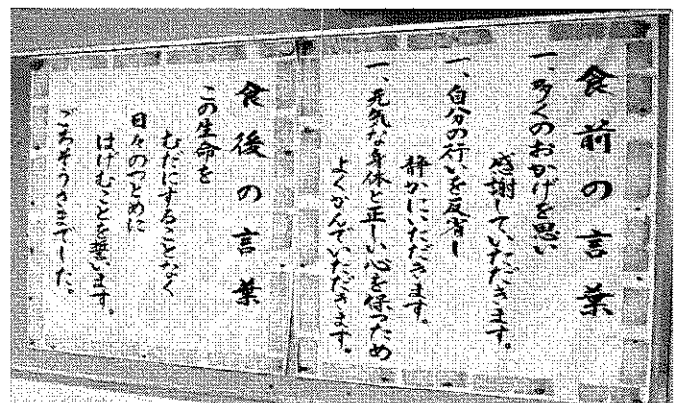 食前の言葉
一、多くのおかげを思い
感謝していただきます。
一、自分の行いを反省し
静かにいただきます。
一、元気な身体と正しい心を保つため
よくかんでいただきます。
食後の言葉
この生命を
むだにすることなく
日々のつとめに
はげむことを誓います。
ごちそうさまでした。